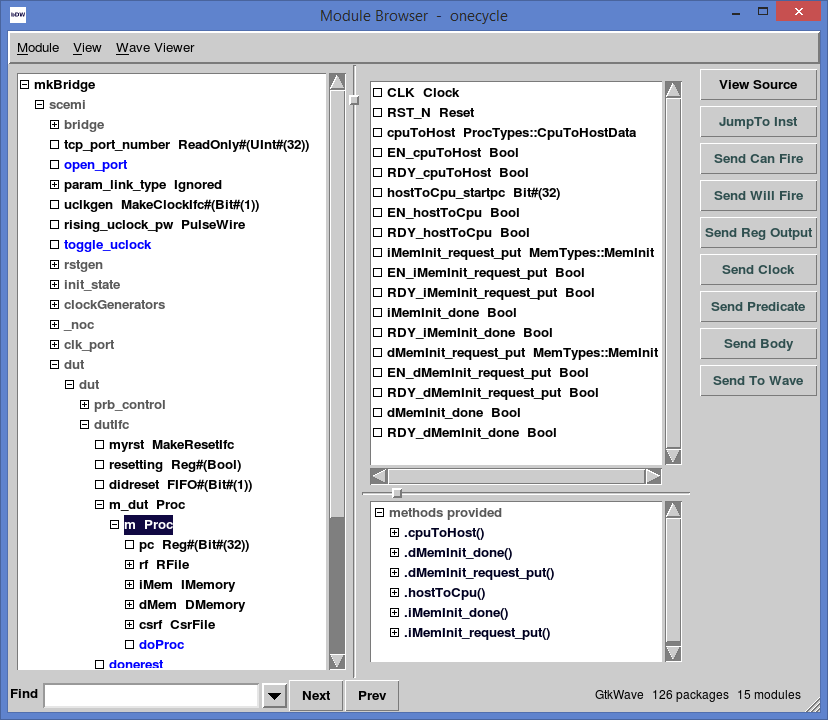 bDW
Module Browser - onecycle
Module View Wave Viewer
mkBridge
scemi
bridge
tcp_port_number ReadOnly#(UInt#(32))
open_port
param_link_type Ignored
uclkgen MakeClockIfc#(Bit#(1))
rising_uclock_pw PulseWire
toggle_uclock
rstgen
init_state
clockGenerators
_noc
clk_port
dut
dut
prb_control
dutIfc
myrst MakeResetIfc
resetting Reg#(Bool)
didreset FIFO#(Bit#(1))
m_dut Proc
m Proc
pc Reg#(Bit#(32))
rf RFile
iMem IMemory
dMem DMemory
csrf CsrFile
doProc
donerest
CLK Clock
RST_N Reset
cpuToHost ProcTypes::CpuToHostData
EN_cpuToHost Bool
RDY_cpuToHost Bool
hostToCpu_startpc Bit#(32)
EN_hostToCpu Bool
RDY_hostToCpu Bool
iMemInit_request_put MemTypes::MemInit
EN_iMemInit_request_put Bool
RDY_iMemInit_request_put Bool
iMemInit_done Bool
RDY_iMemInit_done Bool
dMemInit_request_put MemTypes::MemInit
EN_dMemInit_request_put Bool
RDY_dMemInit_request_put Bool
dMemInit_done Bool
RDY_dMemInit_done Bool
methods provided
.cpuToHost()
.dMemInit_done()
.dMemInit_request_put()
.hostToCpu()
.iMemInit_done()
.iMemInit_request_put()
View Source
JumpTo Inst
Send Can Fire
Send Will Fire
Send Reg Output
Send Clock
Send Predicate
Send Body
Send To Wave
Find Next Prev
GtkWave 126 packages 15 modules